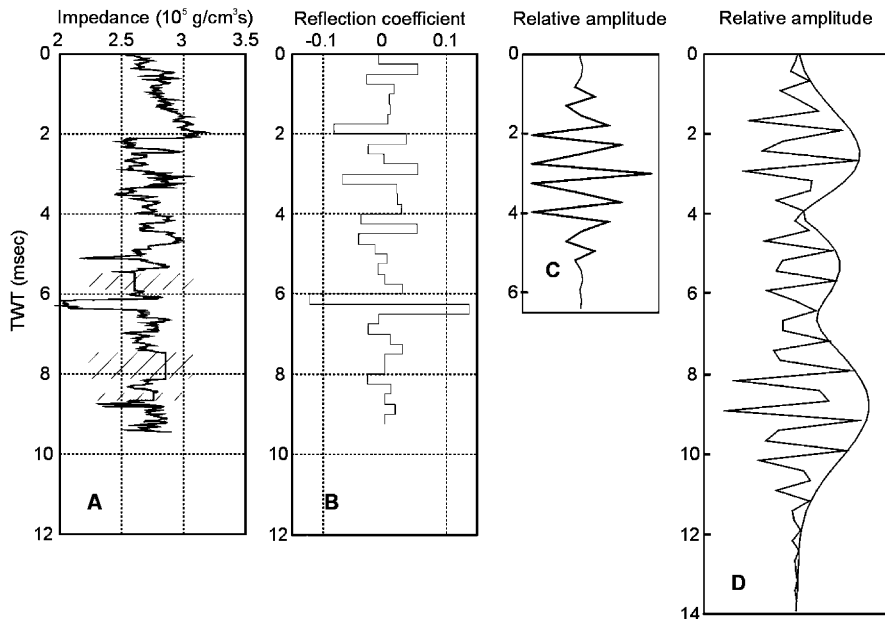 Impedance (10⁵ g/cm³s)
2 2.5 3 3.5
0
2
4
6
8
10
12
TWT (msec)
A
Reflection coefficient
-0.1 0 0.1
0
2
4
6
8
10
12
B
Relative amplitude
0
2
4
6
C
Relative amplitude
0
2
4
6
8
10
12
14
D